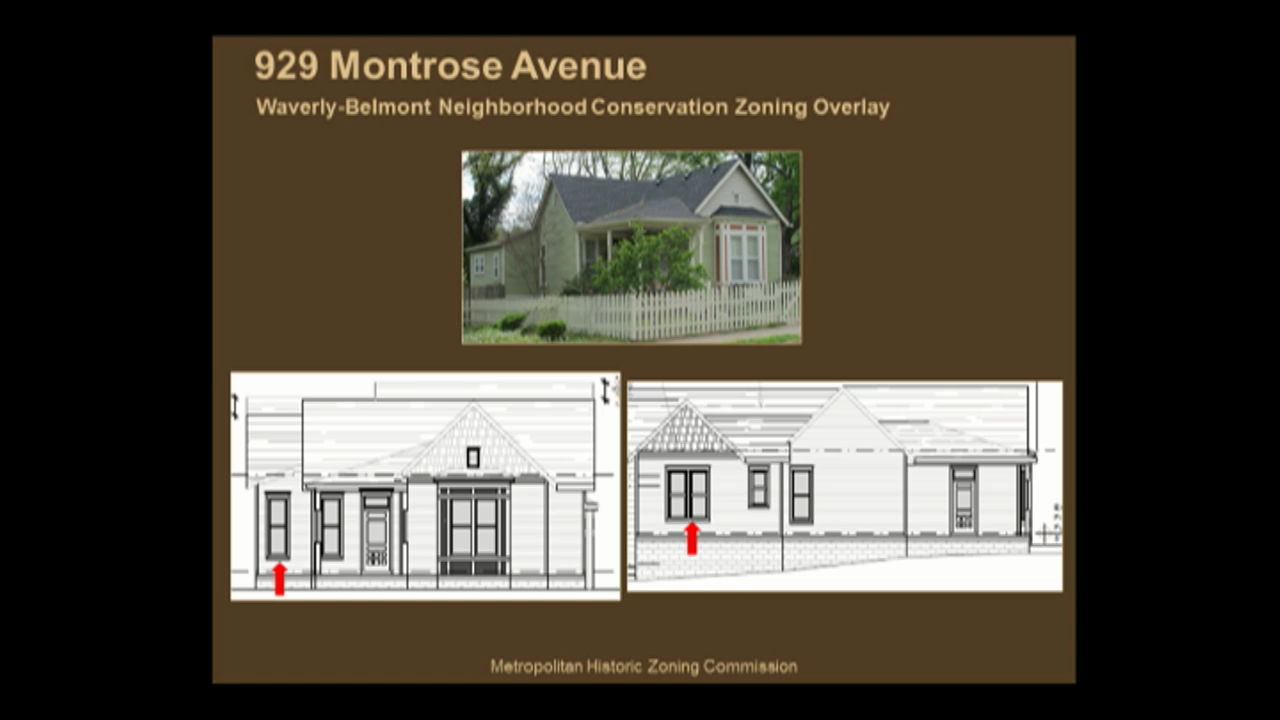 929 Montrose Avenue
Waverly-Belmont Neighborhood Conservation Zoning Overlay
Metropolitan Historic Zoning Commission